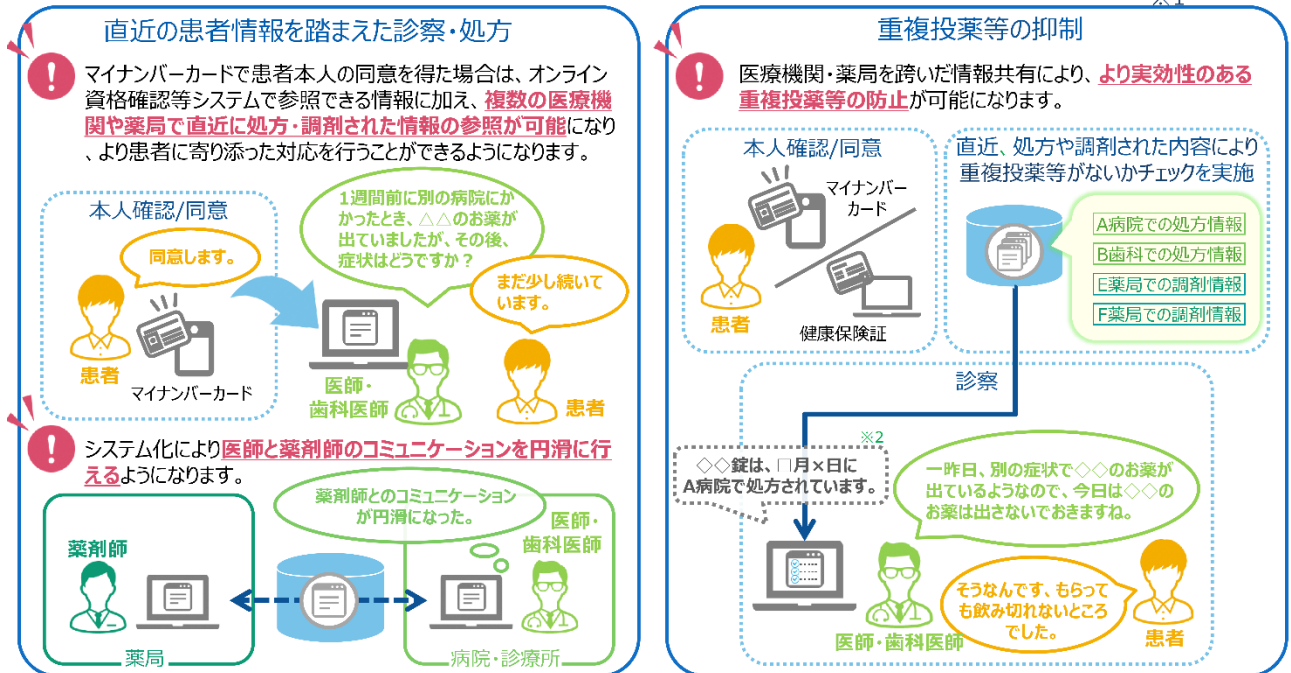 直近の患者情報を踏まえた診察・処方
マイナンバーカードで患者本人の同意を得た場合は、オンライン
資格確認等システムで参照できる情報に加え、複数の医療機
関や薬局で直近に処方・調剤された情報の参照が可能になり
、より患者に寄り添った対応を行うことができるようになります。
本人確認/同意
同意します。
患者
マイナンバーカード
1週間前に別の病院にか
かったとき、△△のお薬が
出ていましたが、その後、
症状はどうですか？
まだ少し続いて
います。
医師・
歯科医師
患者
システム化により医師と薬剤師のコミュニケーションを円滑に行
えるようになります。
薬剤師とのコミュニケーション
が円滑になった。
薬剤師
医師・
歯科医師
薬局
病院・診療所
※1
重複投薬等の抑制
医療機関・薬局を跨いだ情報共有により、より実効性のある
重複投薬等の防止が可能になります。
本人確認/同意
マイナンバー
カード
患者
健康保険証
直近、処方や調剤された内容により
重複投薬等がないかチェックを実施
A病院での処方情報
B歯科での処方情報
E薬局での調剤情報
F薬局での調剤情報
診察
※2
◇◇錠は、□月×日に
A病院で処方されています。
一昨日、別の症状で◇◇のお薬が
出ているようなので、今日は◇◇の
お薬は出さないでおきますね。
そうなんです、もらって
も飲み切れないところ
でした。
医師・歯科医師
患者